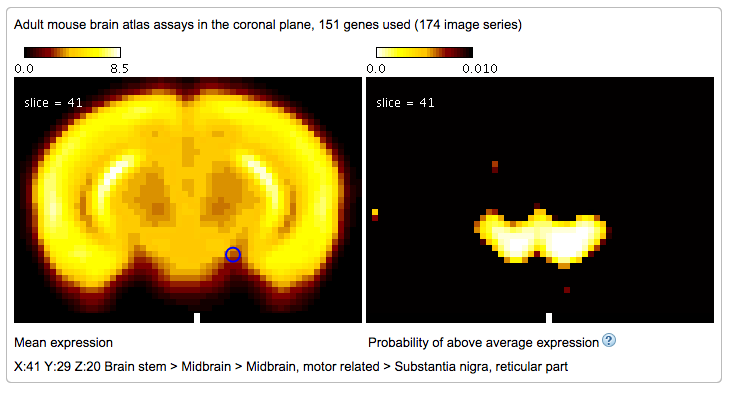 Adult mouse brain atlas assays in the coronal plane, 151 genes used (174 image series)
0.0 8.5 0.0 0.010
slice = 41 slice = 41
Mean expression Probability of above average expression ?
X:41 Y:29 Z:20 Brain stem > Midbrain > Midbrain, motor related > Substantia nigra, reticular part